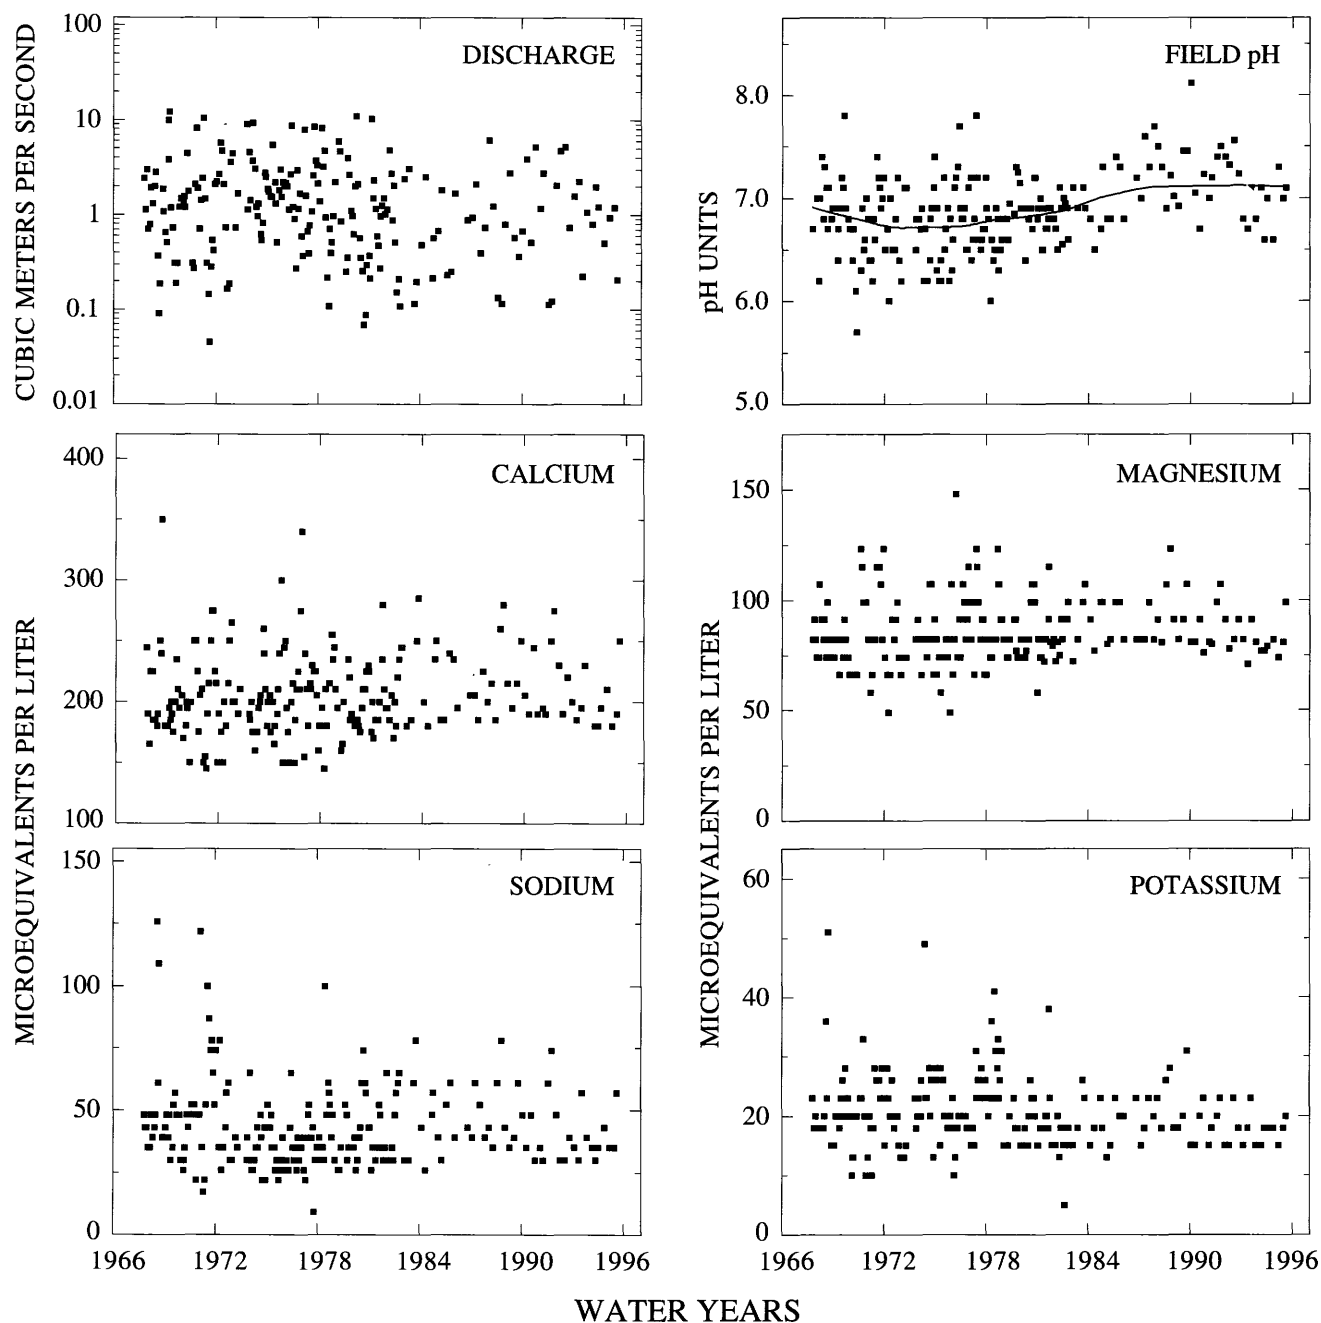 DISCHARGE
100
10
1
0.1
0.01
CUBIC METERS PER SECOND
FIELD pH
8.0
7.0
6.0
5.0
pH UNITS
CALCIUM
400
300
200
100
MAGNESIUM
150
100
50
0
SODIUM
150
100
50
0
MICROEQUIVALENTS PER LITER
POTASSIUM
60
40
20
0
MICROEQUIVALENTS PER LITER
1966 1972 1978 1984 1990 1996
1966 1972 1978 1984 1990 1996
WATER YEARS